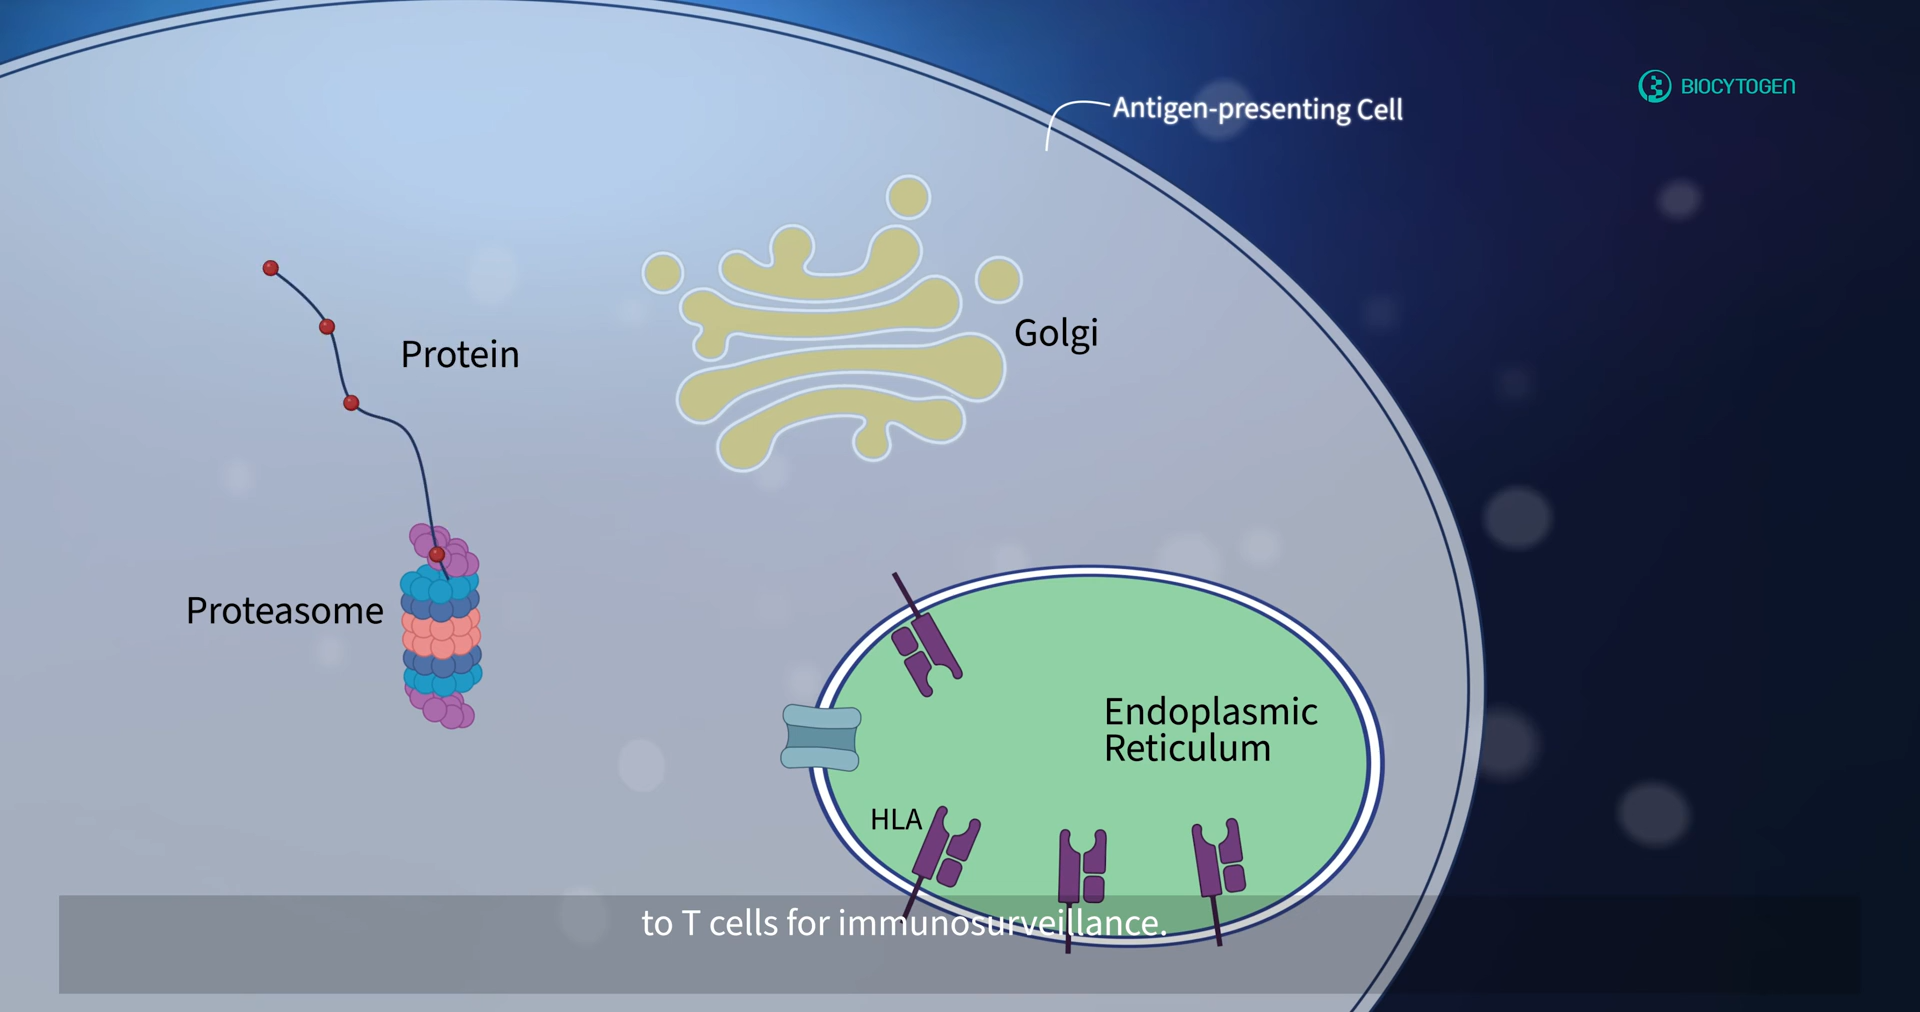 Antigen-presenting Cell
BIOCYTOGEN
Golgi
Protein
Proteasome
Endoplasmic
Reticulum
HLA
to T cells for immunosurveillance.